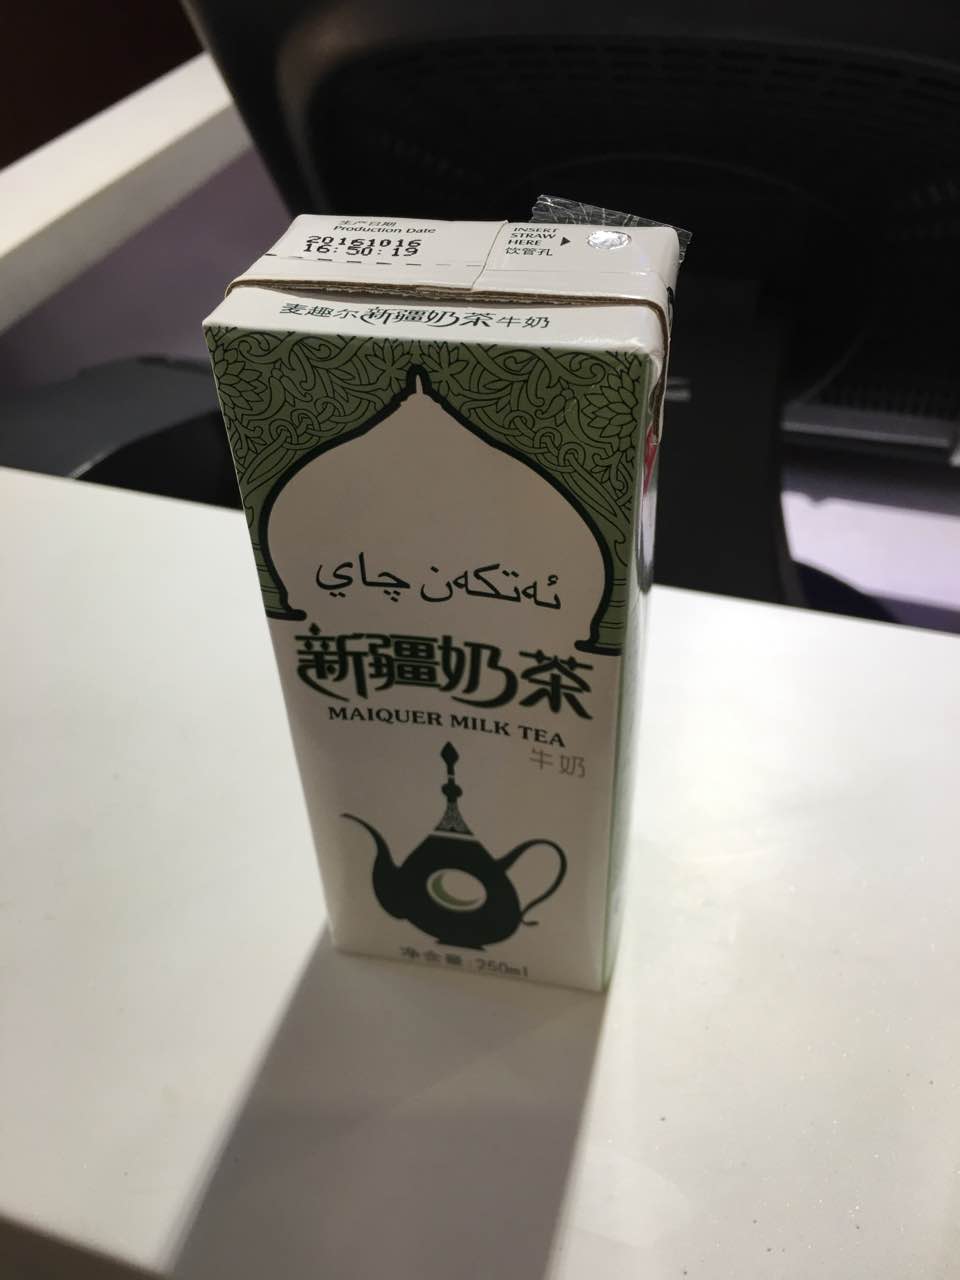 生产日期
Production Date
20161016
16:50:19
INSERT
STRAW
HERE
饮管孔
麦趣尔新疆奶茶牛奶
ئەتكەن چاي
新疆奶茶
MAIQUER MILK TEA
牛奶
净含量:250ml